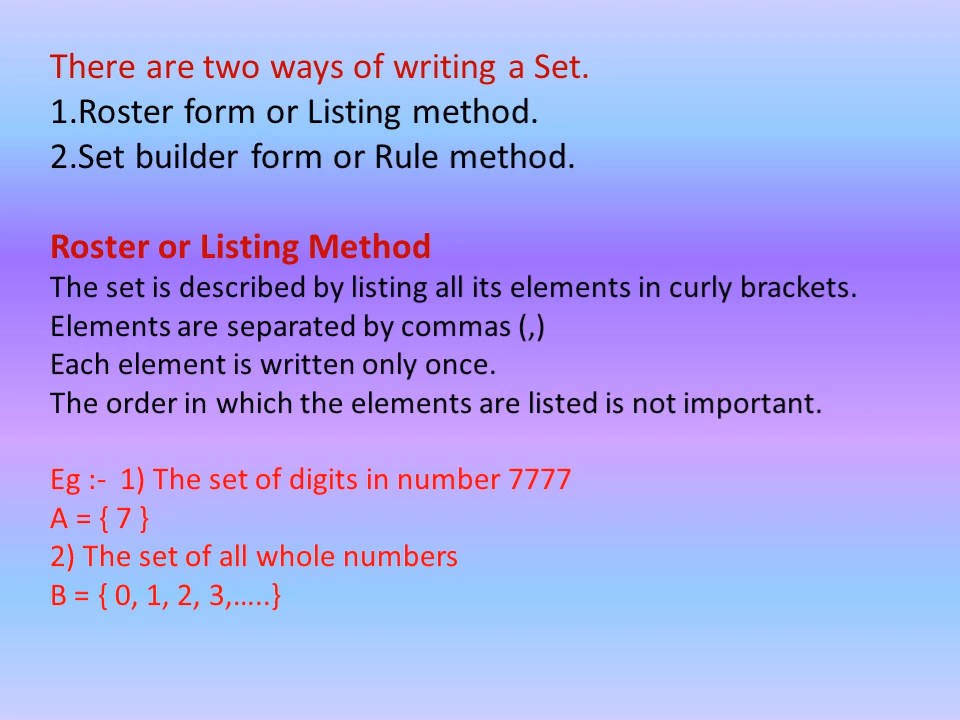 There are two ways of writing a Set.
1.Roster form or Listing method.
2.Set builder form or Rule method.
Roster or Listing Method
The set is described by listing all its elements in curly brackets.
Elements are separated by commas (,)
Each element is written only once.
The order in which the elements are listed is not important.
Eg :-  1) The set of digits in number 7777
A = { 7 }
2) The set of all whole numbers
B = { 0, 1, 2, 3,…..}